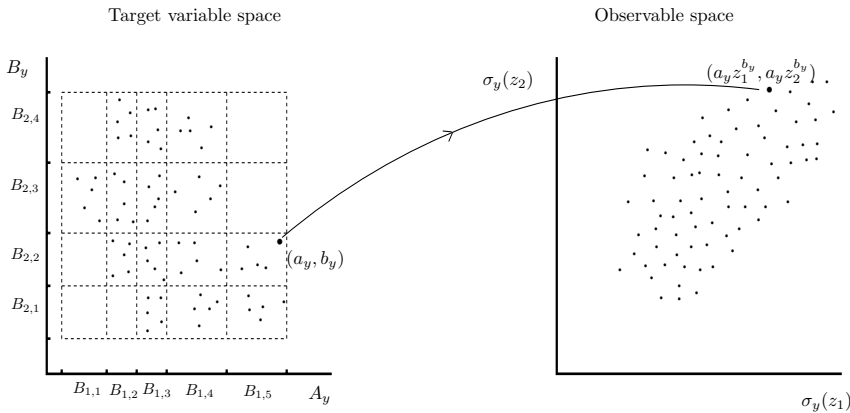 Target variable space
Observable space
B_y
σ_y(z_2)
(a_y z_1^{b_y}, a_y z_2^{b_y})
B_{2,4}
B_{2,3}
B_{2,2}
(a_y, b_y)
B_{2,1}
B_{1,1} B_{1,2} B_{1,3} B_{1,4} B_{1,5} A_y
σ_y(z_1)